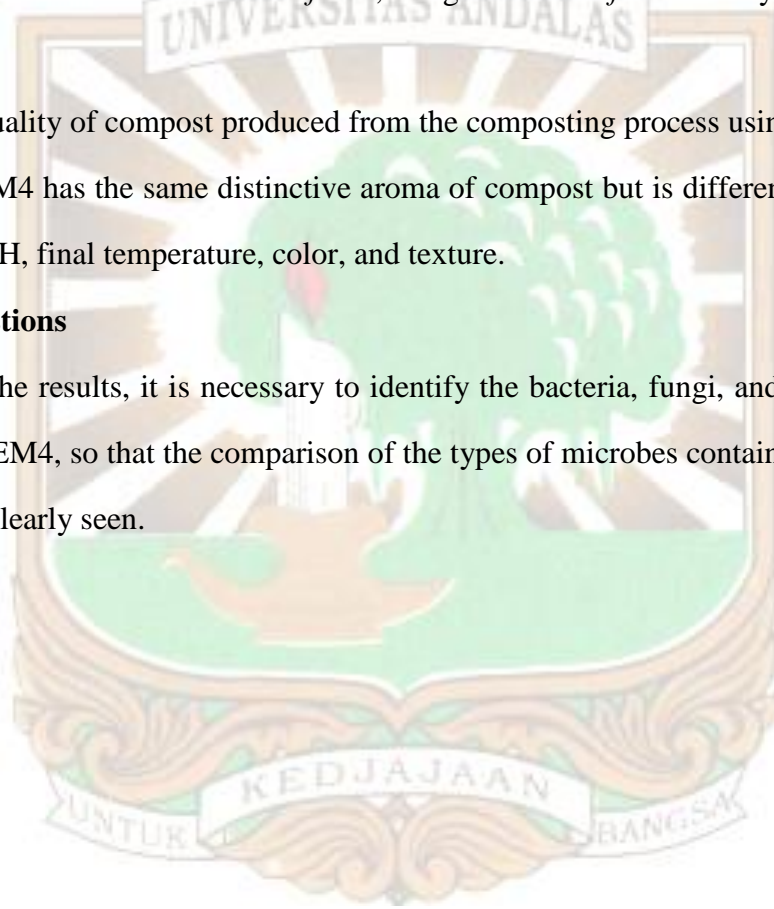 UNIVERSITAS ANDALAS
uality of compost produced from the composting process usin
M4 has the same distinctive aroma of compost but is differen
H, final temperature, color, and texture.
tions
he results, it is necessary to identify the bacteria, fungi, and
EM4, so that the comparison of the types of microbes contain
learly seen.
UNTUK KEDJAJAAN BANGSA